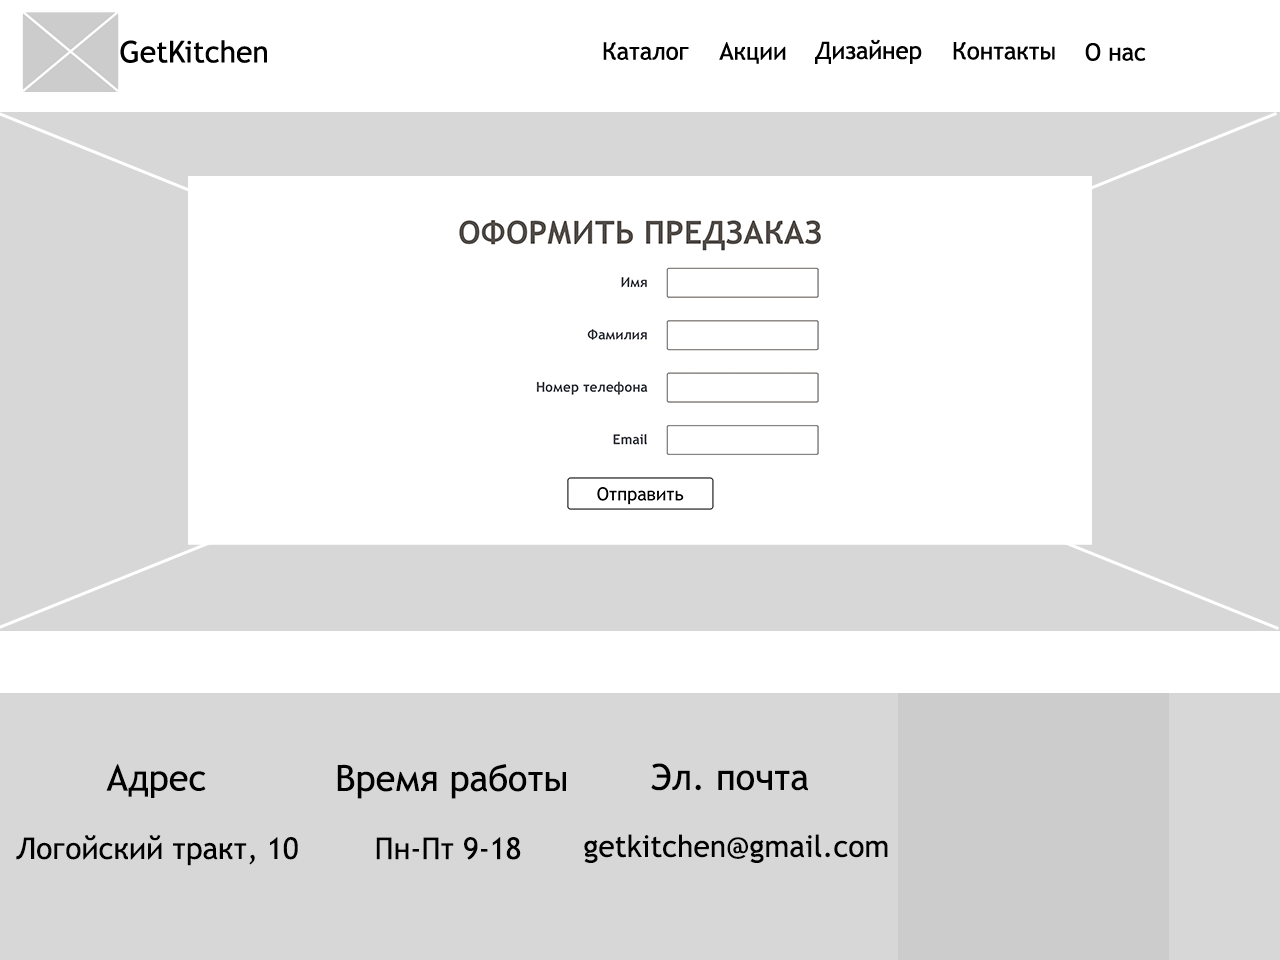 GetKitchen
Каталог Акции Дизайнер Контакты О нас
ОФОРМИТЬ ПРЕДЗАКАЗ
Имя
Фамилия
Номер телефона
Email
Отправить
Адрес Время работы Эл. почта
Логойский тракт, 10 Пн-Пт 9-18 getkitchen@gmail.com